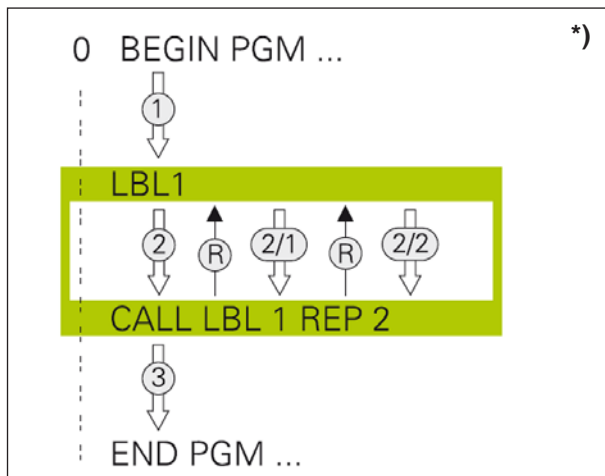 *)
0 BEGIN PGM ...
1
LBL1
2 R 2/1 R 2/2
CALL LBL 1 REP 2
3
END PGM ...